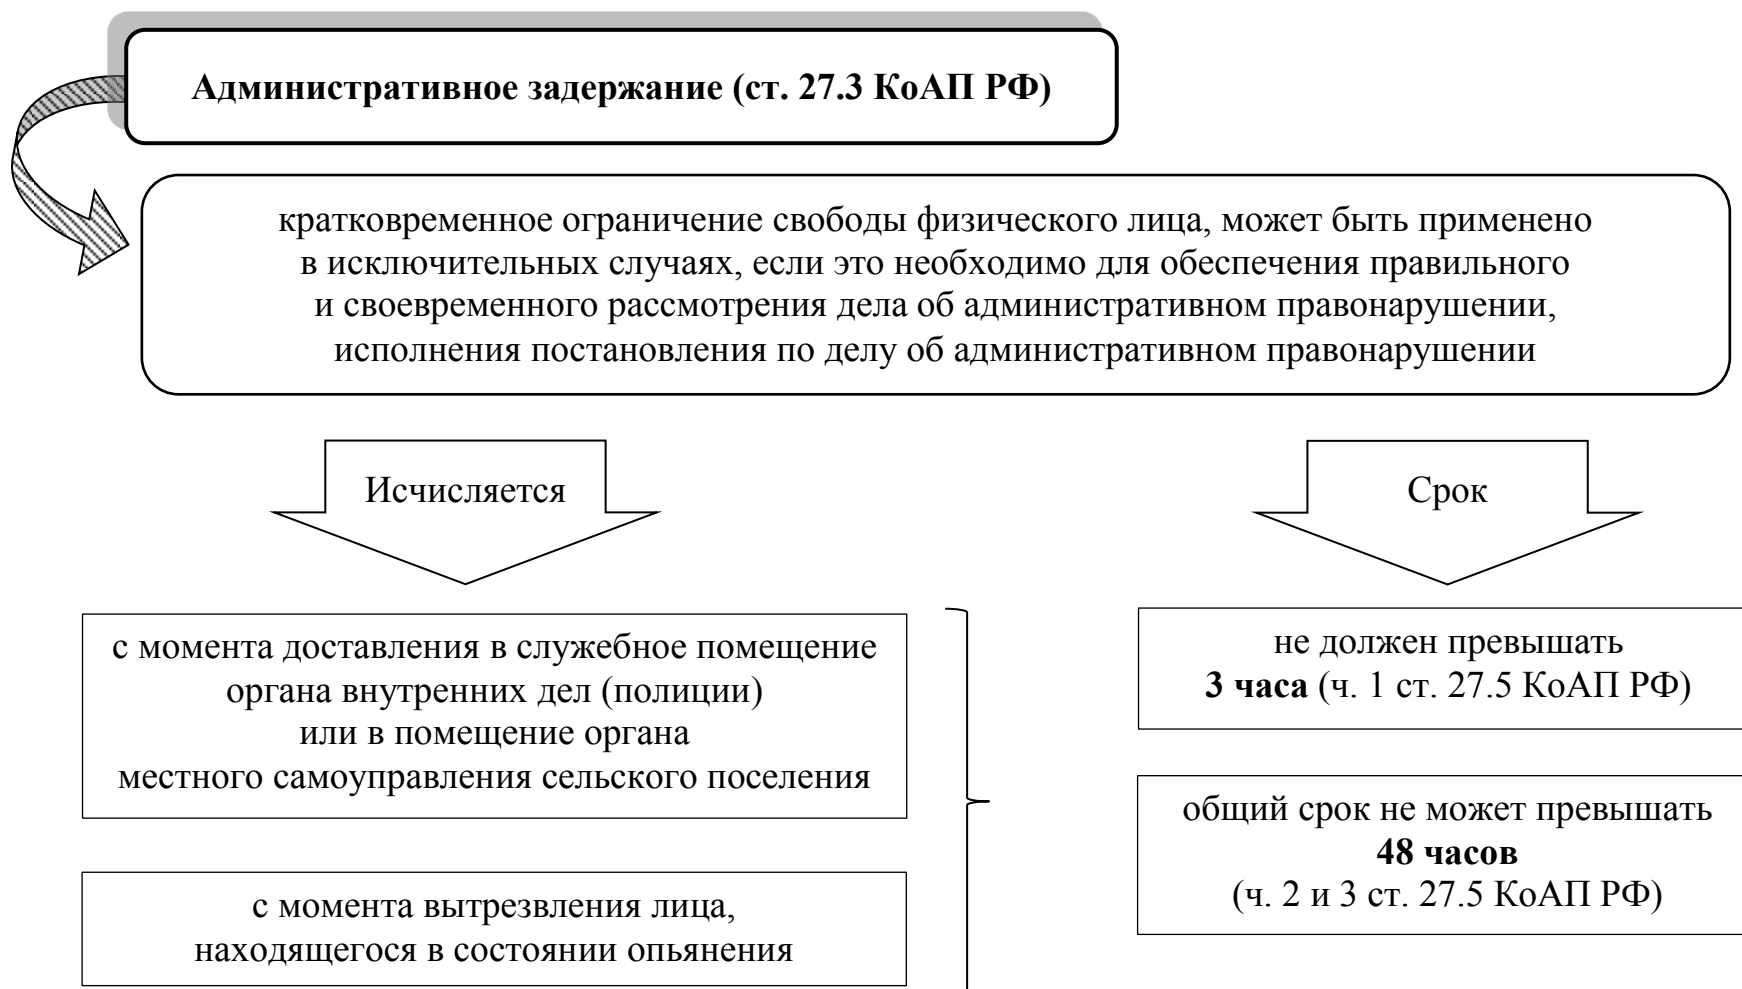 Административное задержание (ст. 27.3 КоАП РФ)
кратковременное ограничение свободы физического лица, может быть применено
в исключительных случаях, если это необходимо для обеспечения правильного
и своевременного рассмотрения дела об административном правонарушении,
исполнения постановления по делу об административном правонарушении
Исчисляется
с момента доставления в служебное помещение
органа внутренних дел (полиции)
или в помещение органа
местного самоуправления сельского поселения
с момента вытрезвления лица,
находящегося в состоянии опьянения
Срок
не должен превышать
3 часа (ч. 1 ст. 27.5 КоАП РФ)
общий срок не может превышать
48 часов
(ч. 2 и 3 ст. 27.5 КоАП РФ)